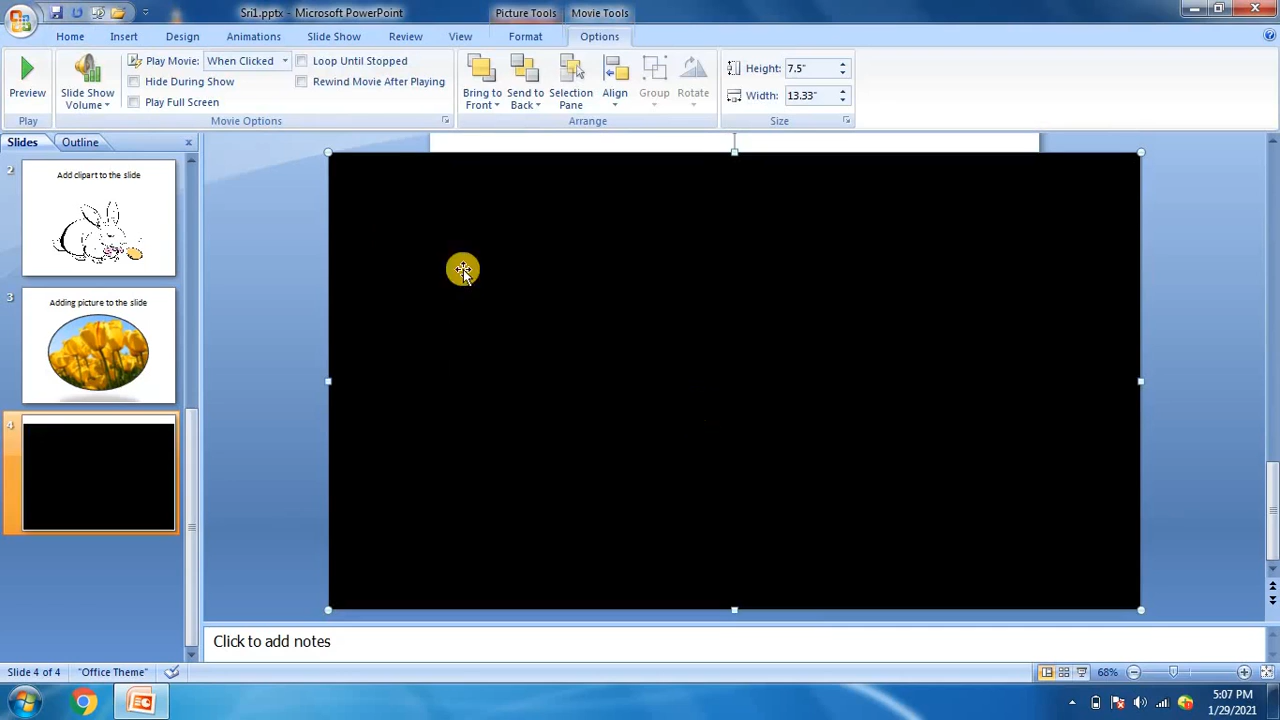 Sri1.pptx - Microsoft PowerPoint
Picture Tools
Movie Tools
Home
Insert
Design
Animations
Slide Show
Review
View
Format
Options
Preview
Play
Slide Show
Volume
Play Movie: When Clicked
Hide During Show
Play Full Screen
Loop Until Stopped
Rewind Movie After Playing
Movie Options
Bring to
Front
Send to
Back
Selection
Pane
Align
Group
Rotate
Arrange
Height: 7.5"
Width: 13.33"
Size
Slides
Outline
2
Add clipart to the slide
3
Adding picture to the slide
4
Click to add notes
Slide 4 of 4
"Office Theme"
68%
5:07 PM
1/29/2021